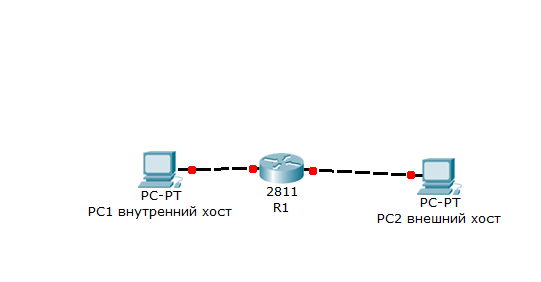 PC-PT
PC1 внутренний хост
2811
R1
PC-PT
PC2 внешний хост